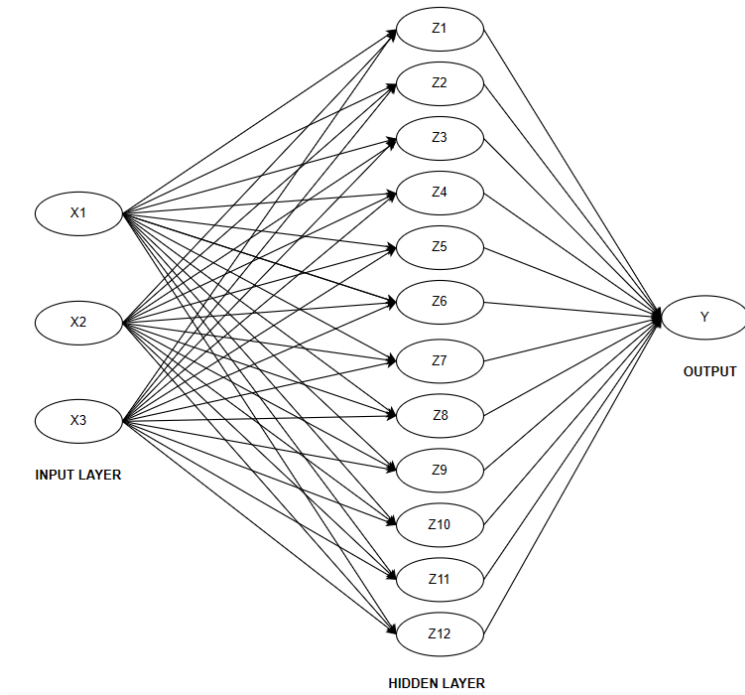 Z1
Z2
Z3
Z4
Z5
Z6
Z7
Z8
Z9
Z10
Z11
Z12
X1
X2
X3
INPUT LAYER
Y
OUTPUT
HIDDEN LAYER